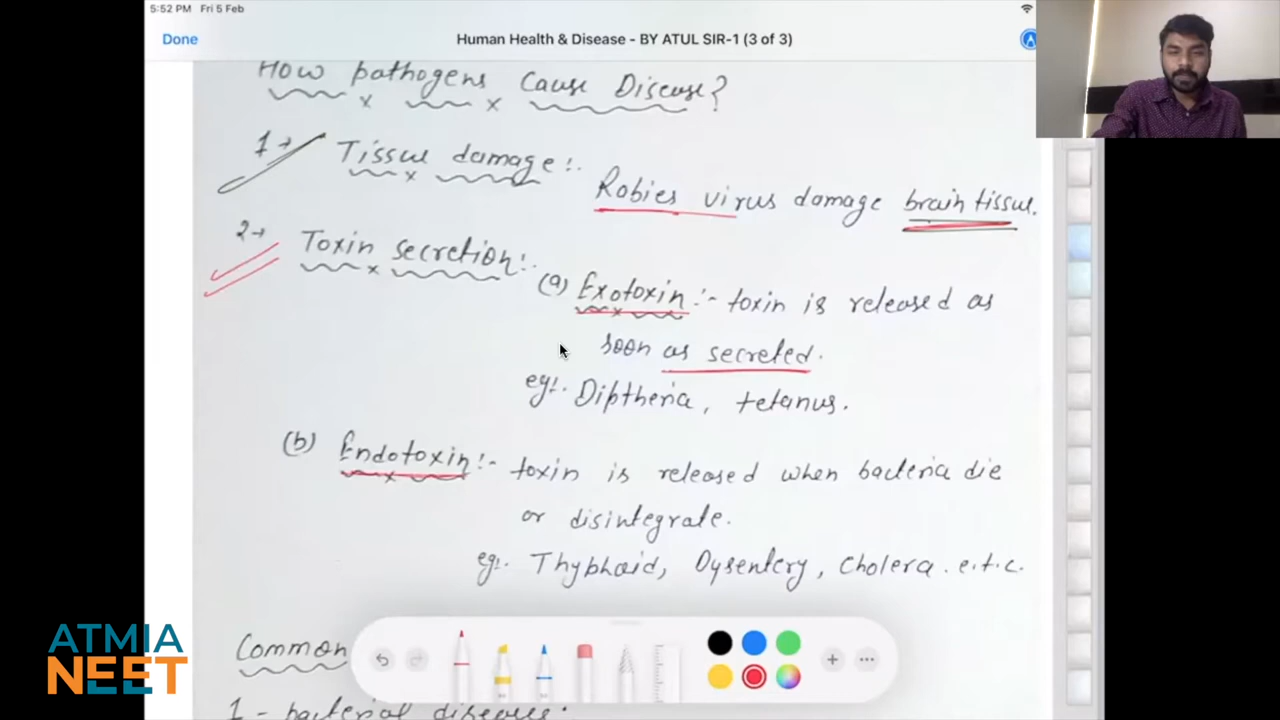 5:52 PM Fri 5 Feb
Done
Human Health & Disease - BY ATUL SIR-1 (3 of 3)
How pathogens Cause Disease?
1→ Tissue damage:-
Rabies virus damage brain tissue.
2→ Toxin secretion:-
(a) Exotoxin :- toxin is released as
soon as secreted.
eg:. Diptheria, tetanus.
(b) Endotoxin :- toxin is released when bacteria die
or disintegrate.
eg:. Thyphoid, Dysentery, Cholera. e.t.c.
Common
1 - bacterial disease:
ATMIA
NEET